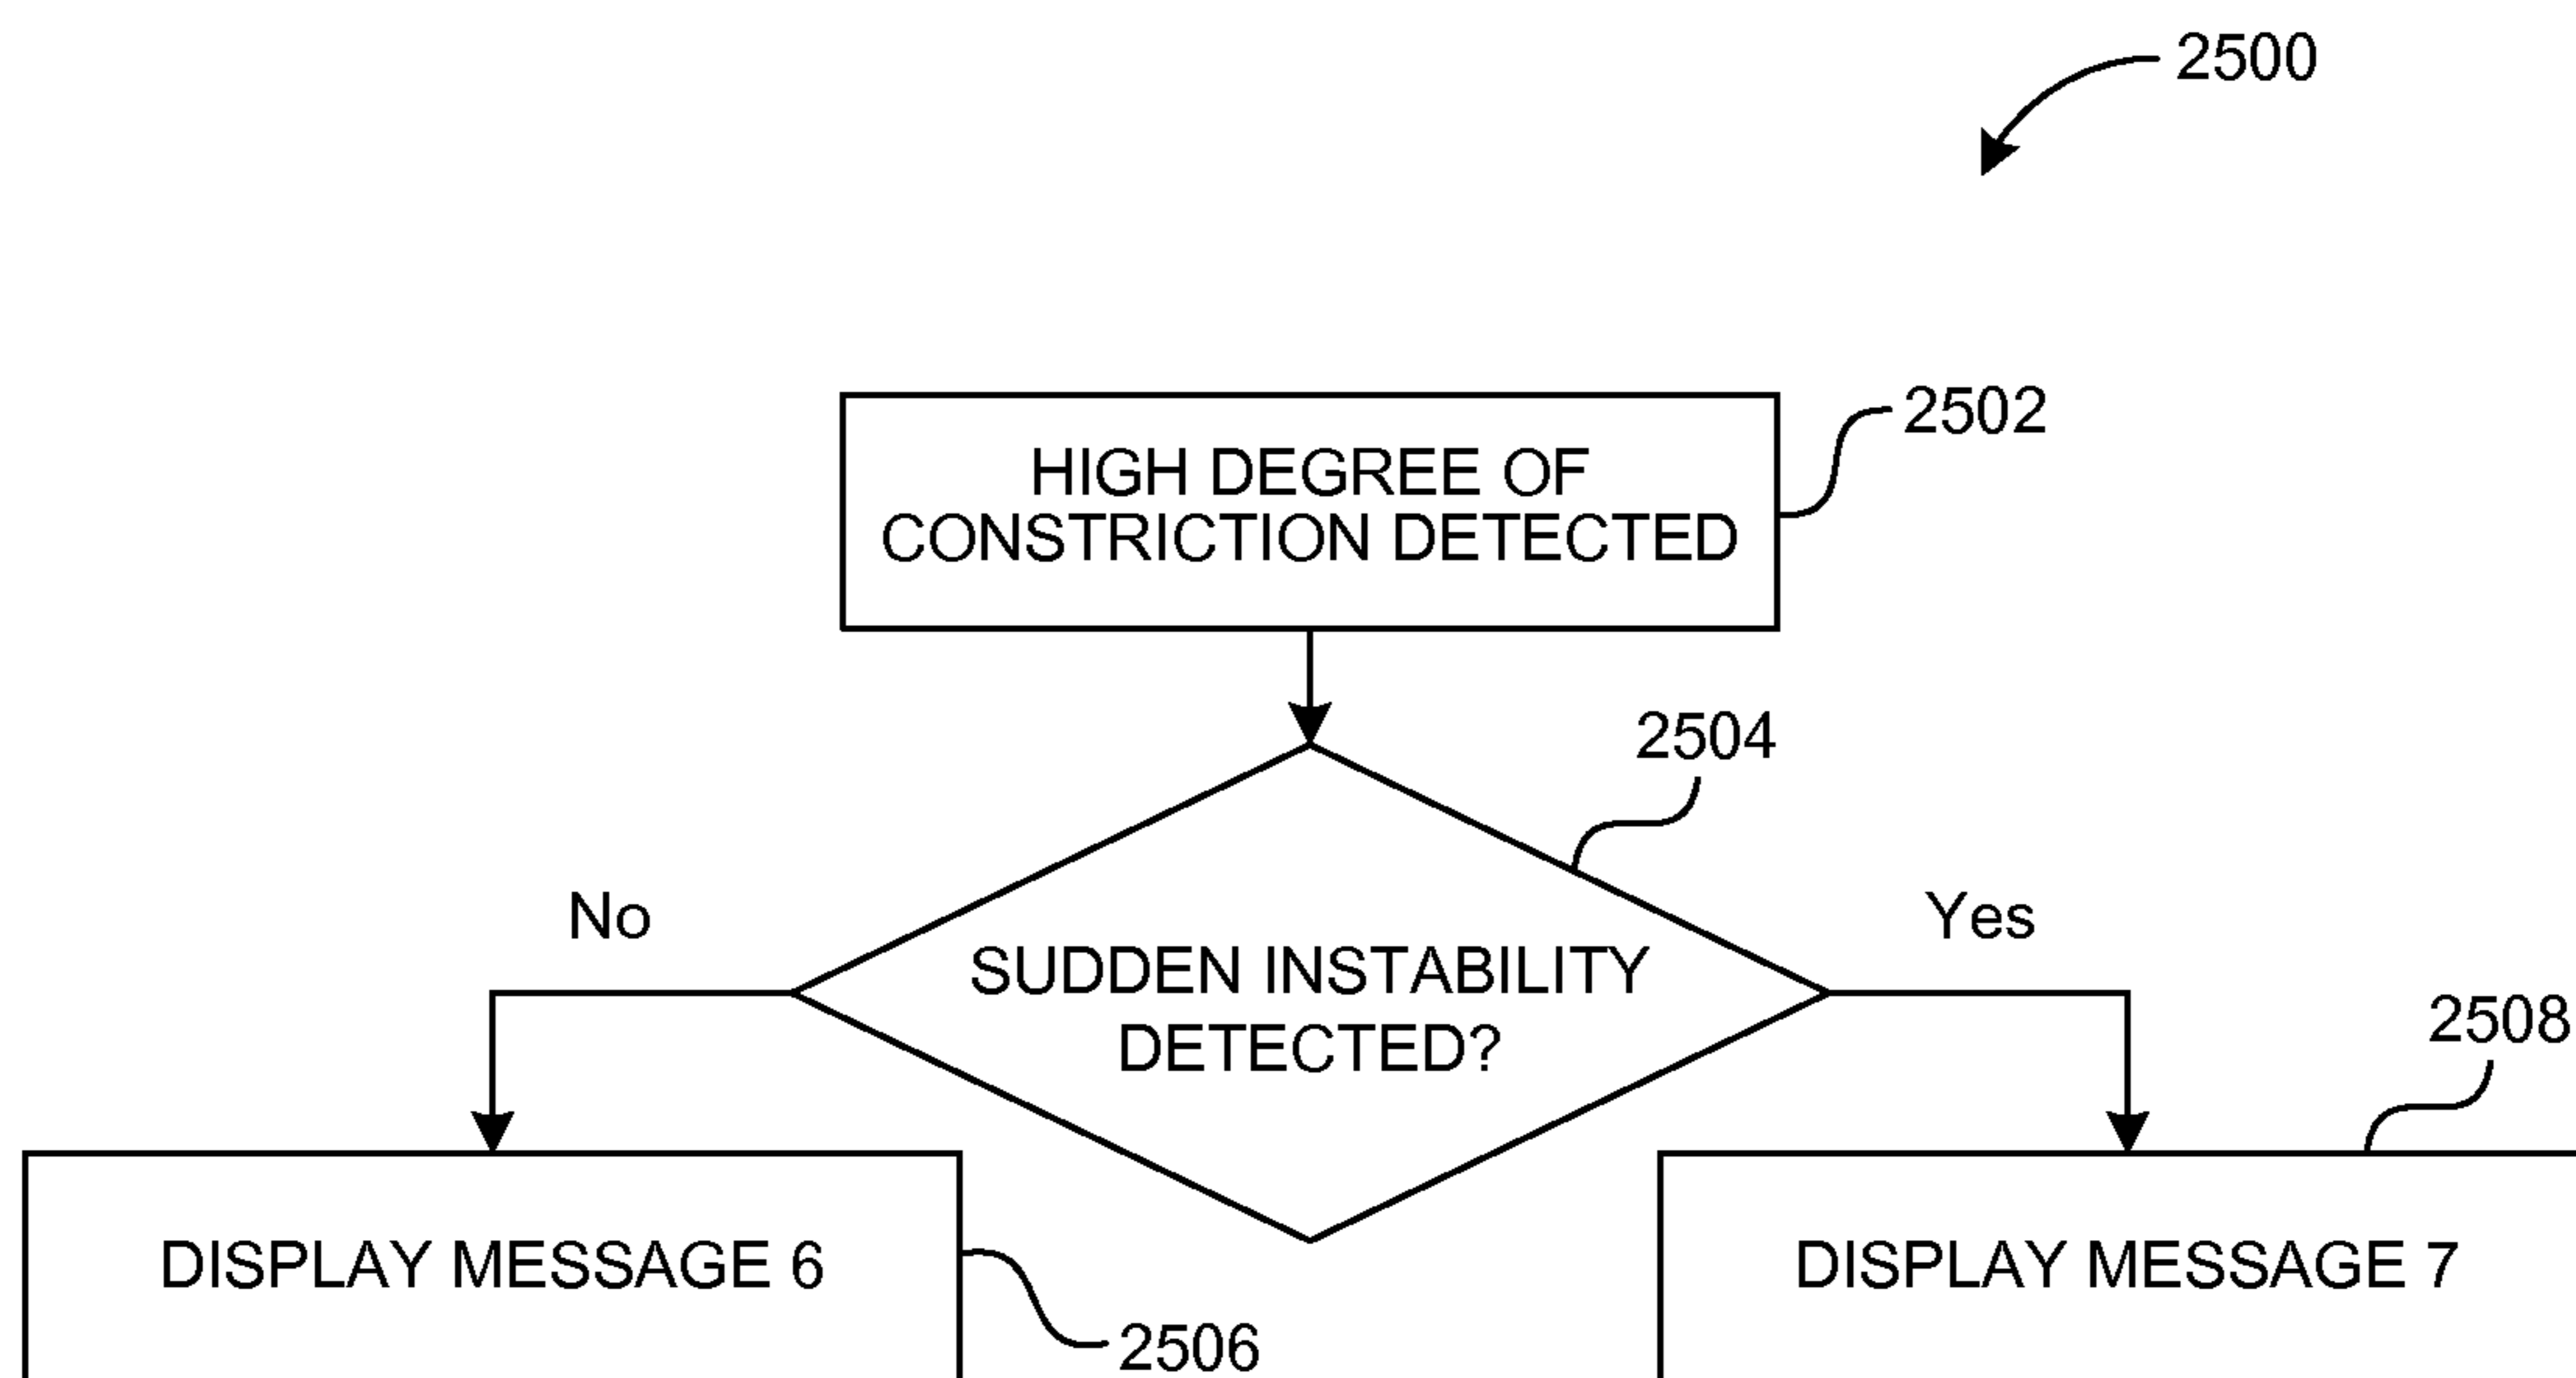 2500
HIGH DEGREE OF
CONSTRICTION DETECTED
2502
2504
SUDDEN INSTABILITY
DETECTED?
No
Yes
2508
DISPLAY MESSAGE 6
DISPLAY MESSAGE 7
2506